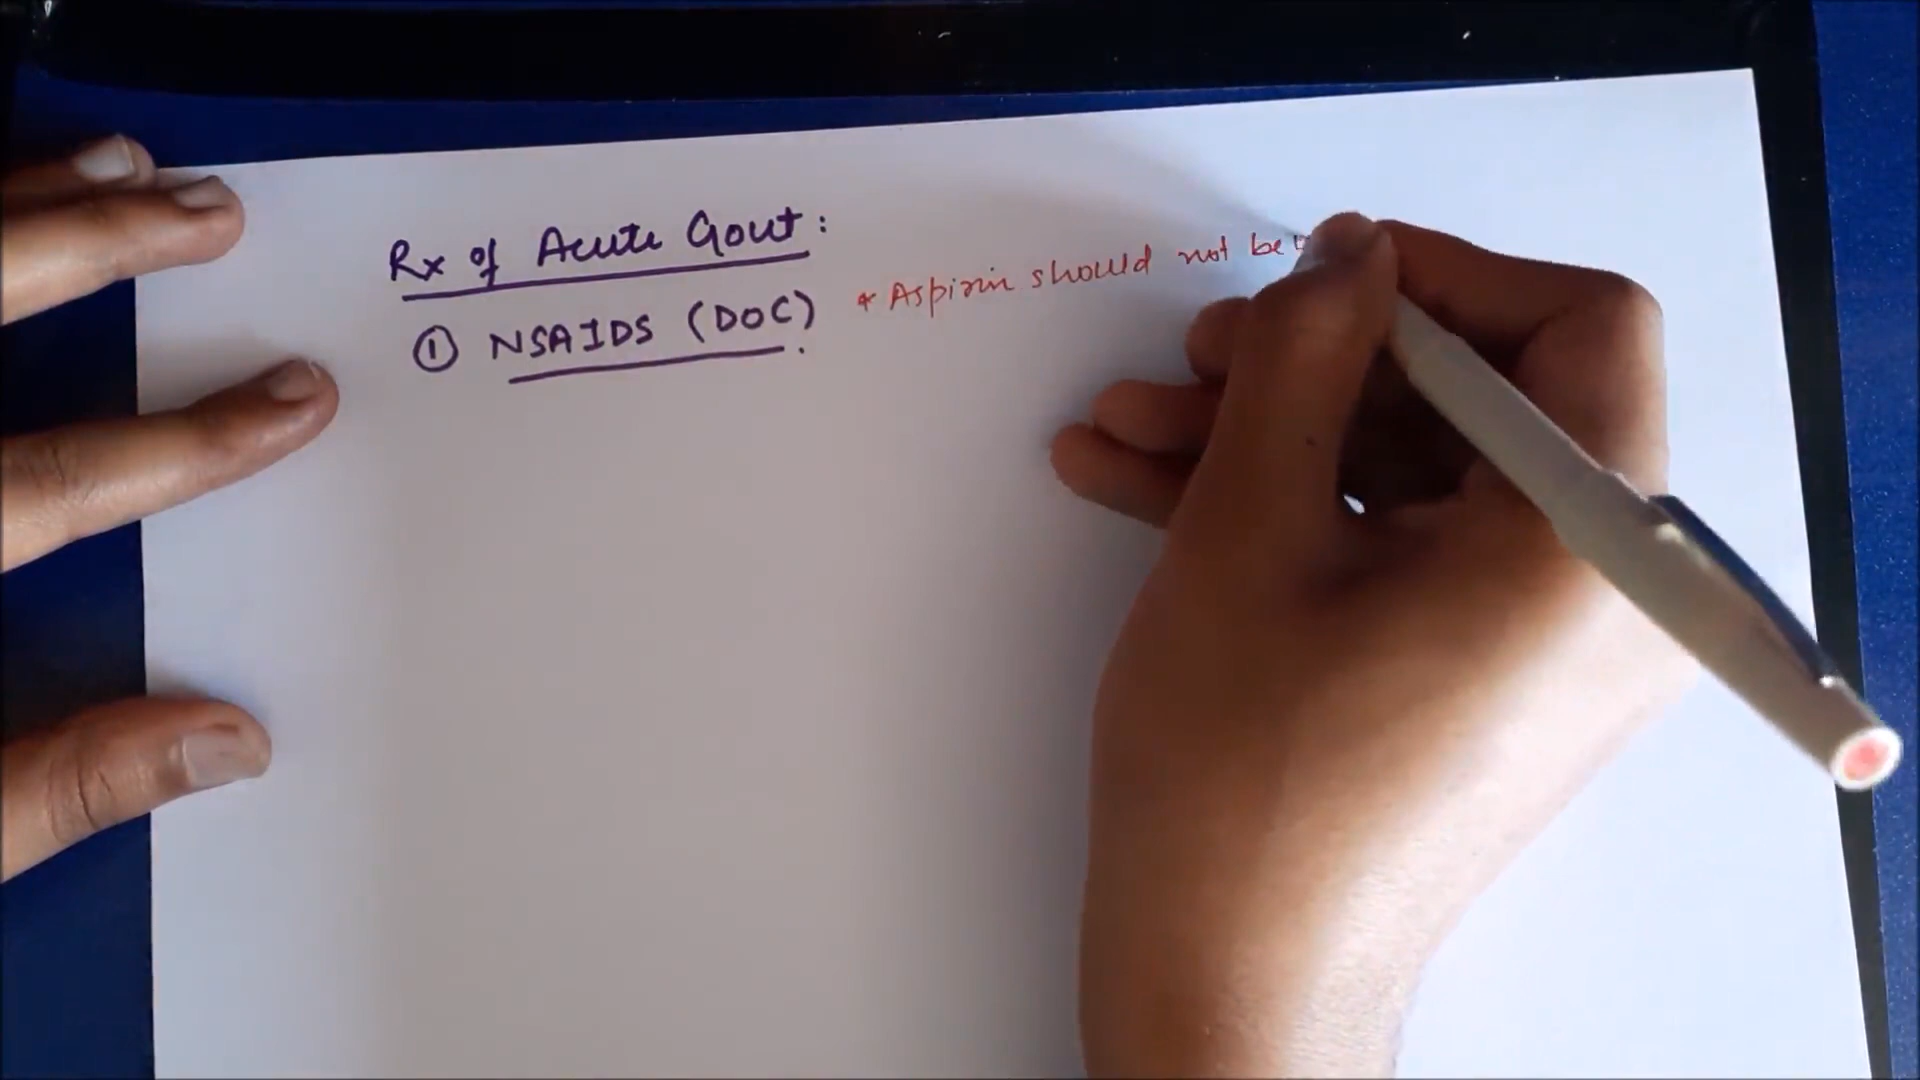 Rx of Acute Gout:
① NSAIDS (DOC).
* Aspirin should not be